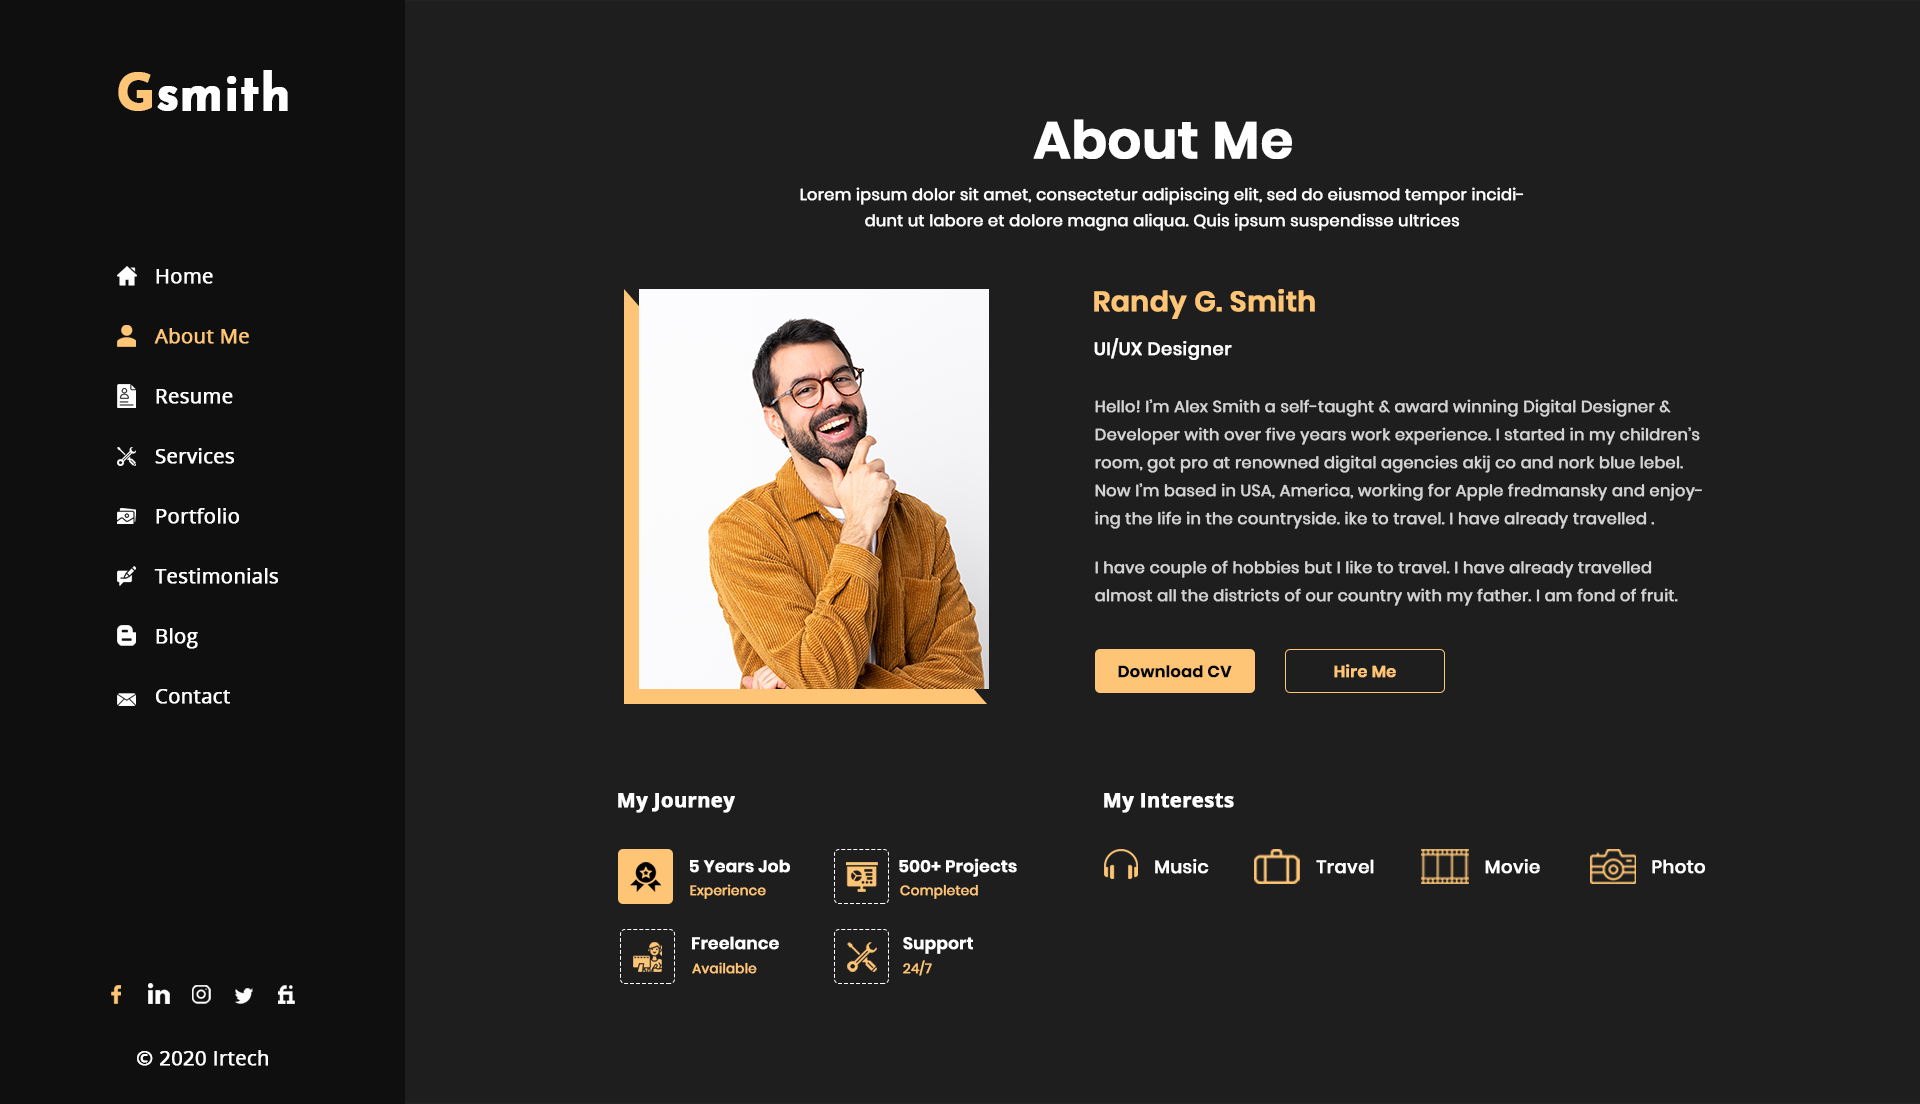 Gsmith
Home
About Me
Resume
Services
Portfolio
Testimonials
Blog
Contact
© 2020 Irtech
About Me
Lorem ipsum dolor sit amet, consectetur adipiscing elit, sed do eiusmod tempor incidi-
dunt ut labore et dolore magna aliqua. Quis ipsum suspendisse ultrices
Randy G. Smith
UI/UX Designer
Hello! I'm Alex Smith a self-taught & award winning Digital Designer &
Developer with over five years work experience. I started in my children's
room, got pro at renowned digital agencies akij co and nork blue lebel.
Now I'm based in USA, America, working for Apple fredmansky and enjoy-
ing the life in the countryside. ike to travel. I have already travelled .
I have couple of hobbies but I like to travel. I have already travelled
almost all the districts of our country with my father. I am fond of fruit.
Download CV
Hire Me
My Journey
5 Years Job
Experience
500+ Projects
Completed
Freelance
Available
Support
24/7
My Interests
Music
Travel
Movie
Photo